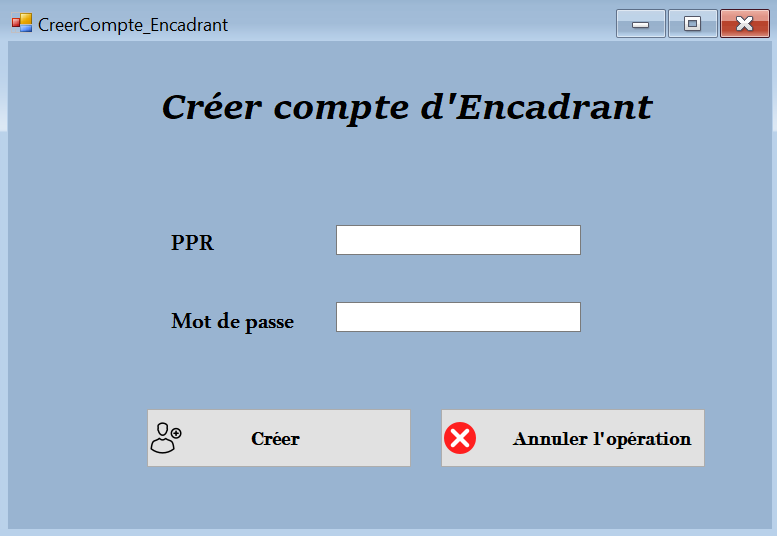 CreerCompte_Encadrant
Créer compte d'Encadrant
PPR
Mot de passe
Créer
Annuler l'opération